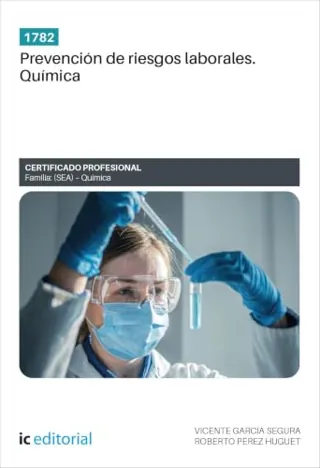 1782
Prevención de riesgos laborales.
Química
CERTIFICADO PROFESIONAL
Familia: (SEA) – Química
VICENTE GARCÍA SEGURA
ROBERTO PÉREZ HUGUET
ic editorial